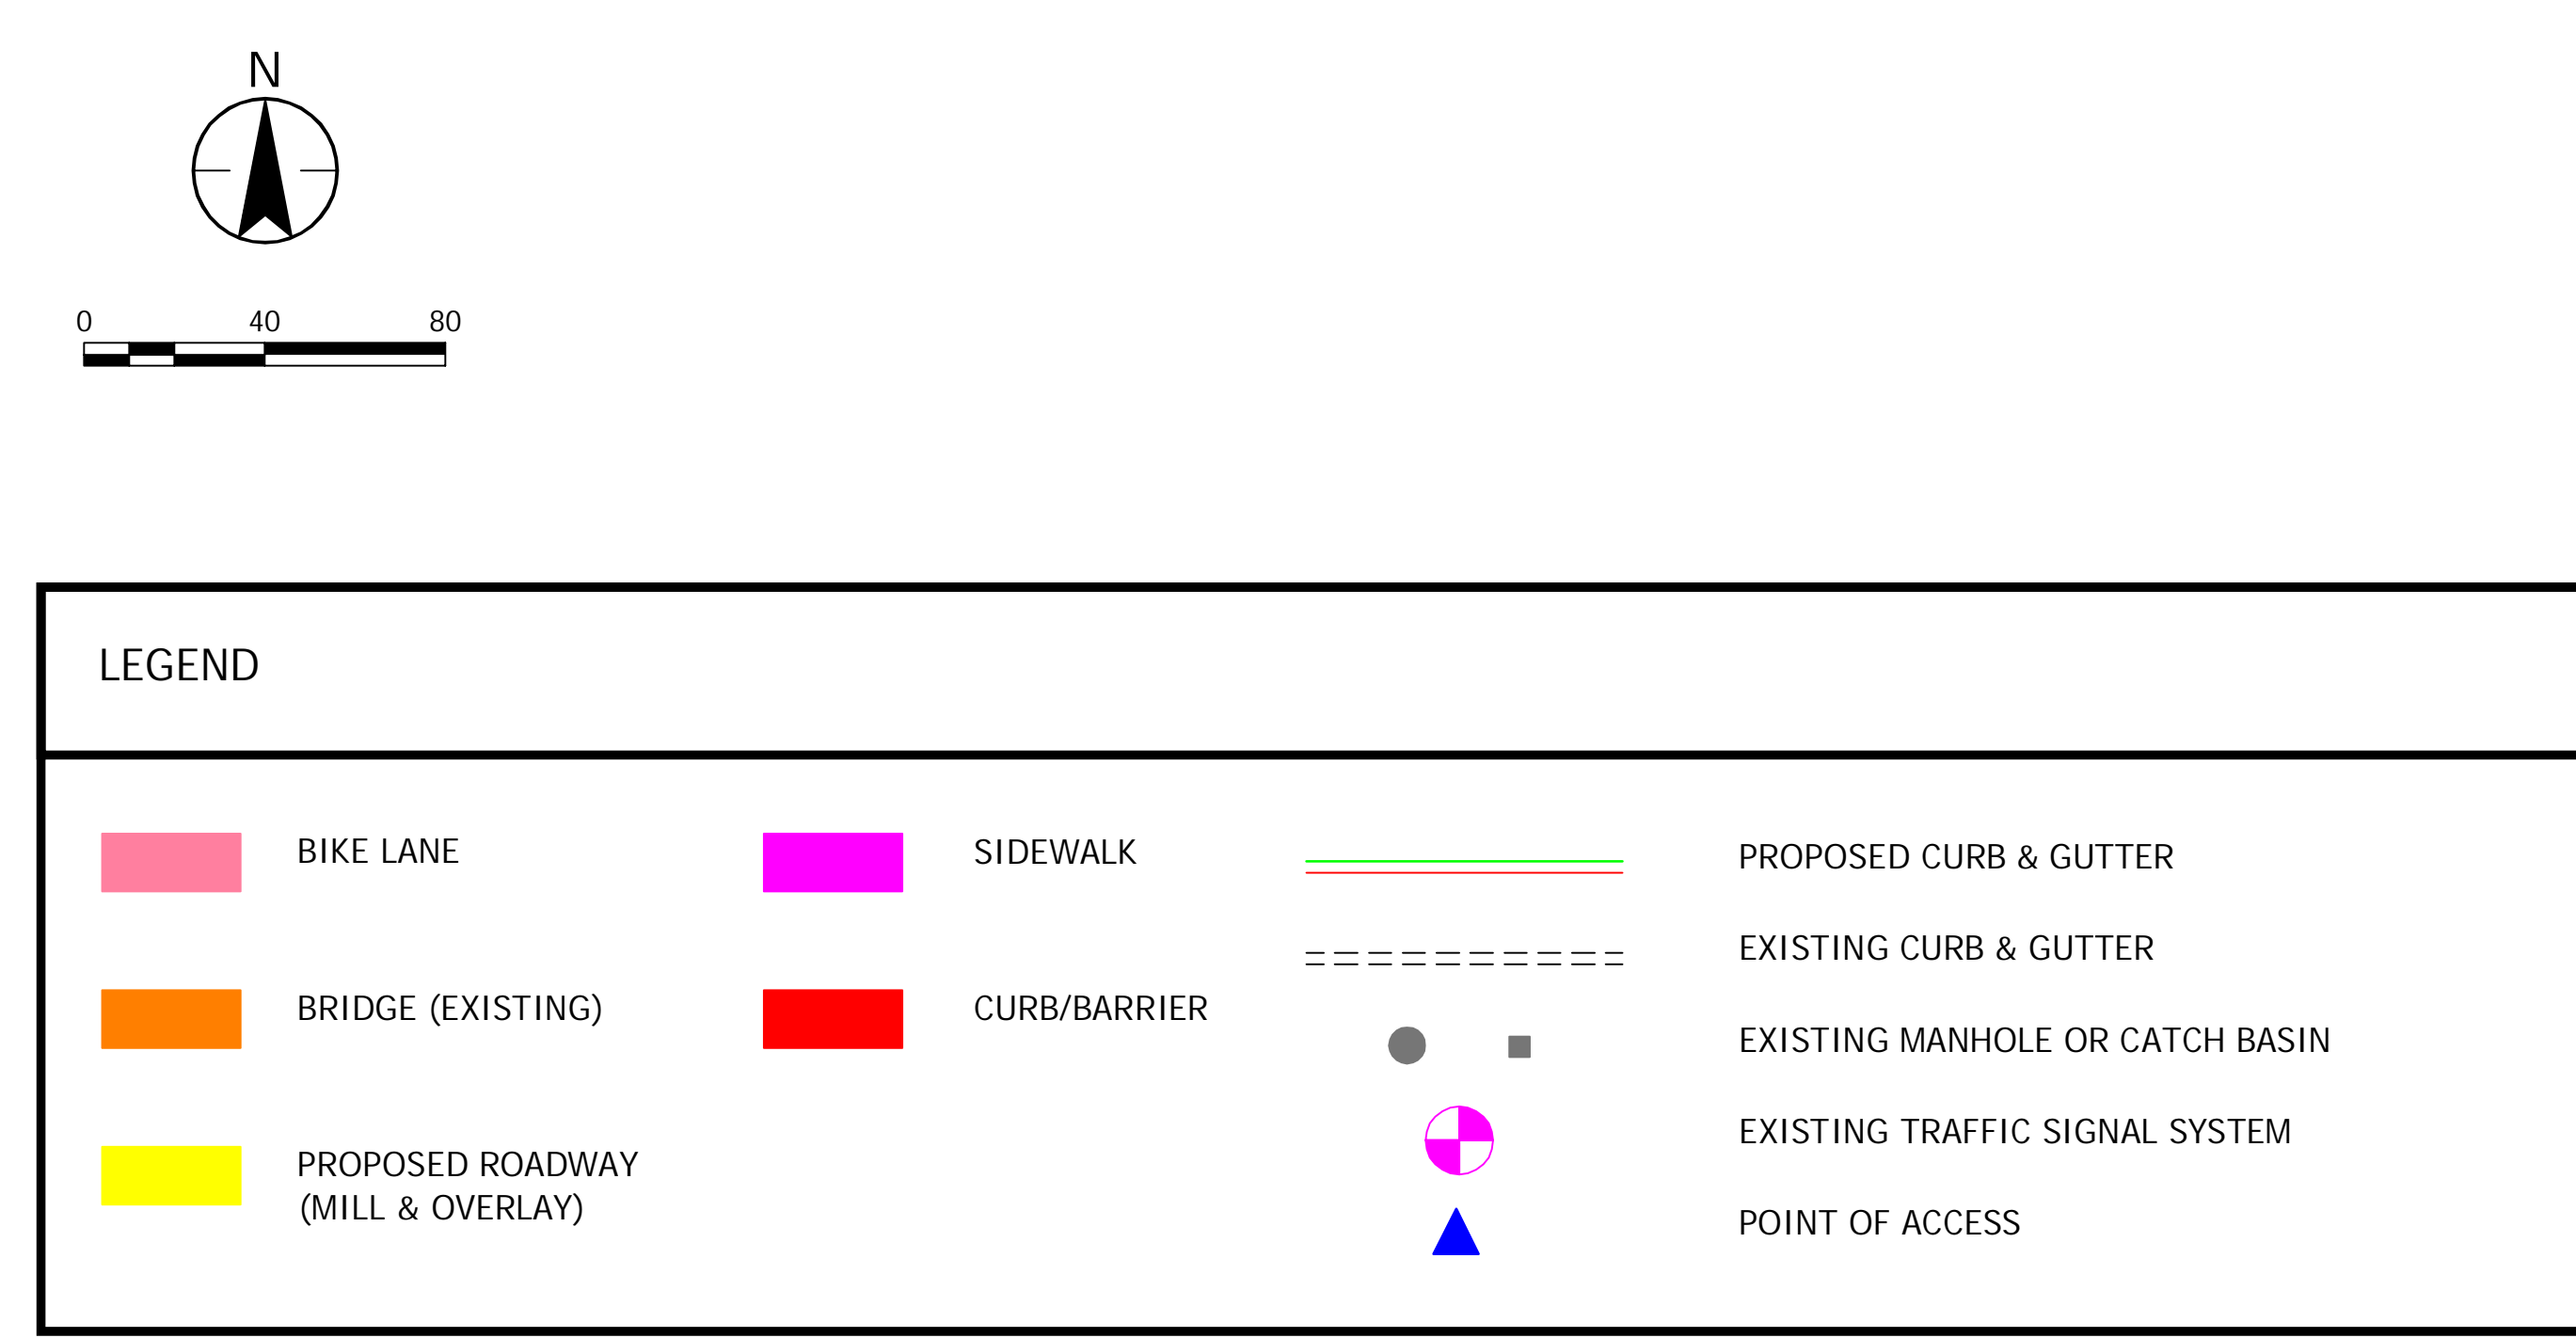 N
0 40 80
LEGEND
BIKE LANE
BRIDGE (EXISTING)
PROPOSED ROADWAY
(MILL & OVERLAY)
SIDEWALK
CURB/BARRIER
PROPOSED CURB & GUTTER
EXISTING CURB & GUTTER
EXISTING MANHOLE OR CATCH BASIN
EXISTING TRAFFIC SIGNAL SYSTEM
POINT OF ACCESS